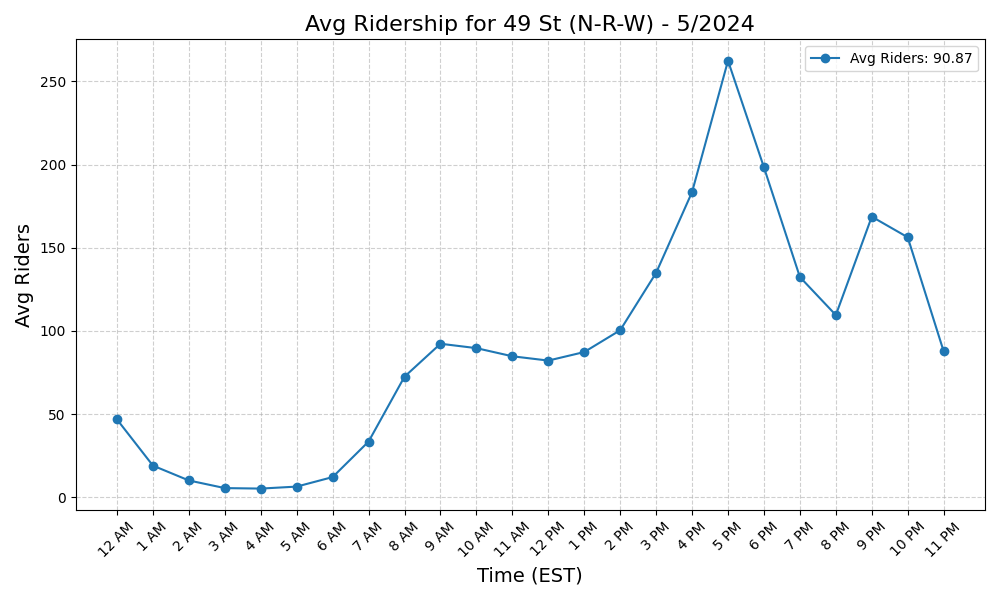 Avg Ridership for 49 St (N-R-W) - 5/2024
Avg Riders: 90.87
Avg Riders
250
200
150
100
50
0
12 AM
1 AM
2 AM
3 AM
4 AM
5 AM
6 AM
7 AM
8 AM
9 AM
10 AM
11 AM
12 PM
1 PM
2 PM
3 PM
4 PM
5 PM
6 PM
7 PM
8 PM
9 PM
10 PM
11 PM
Time (EST)